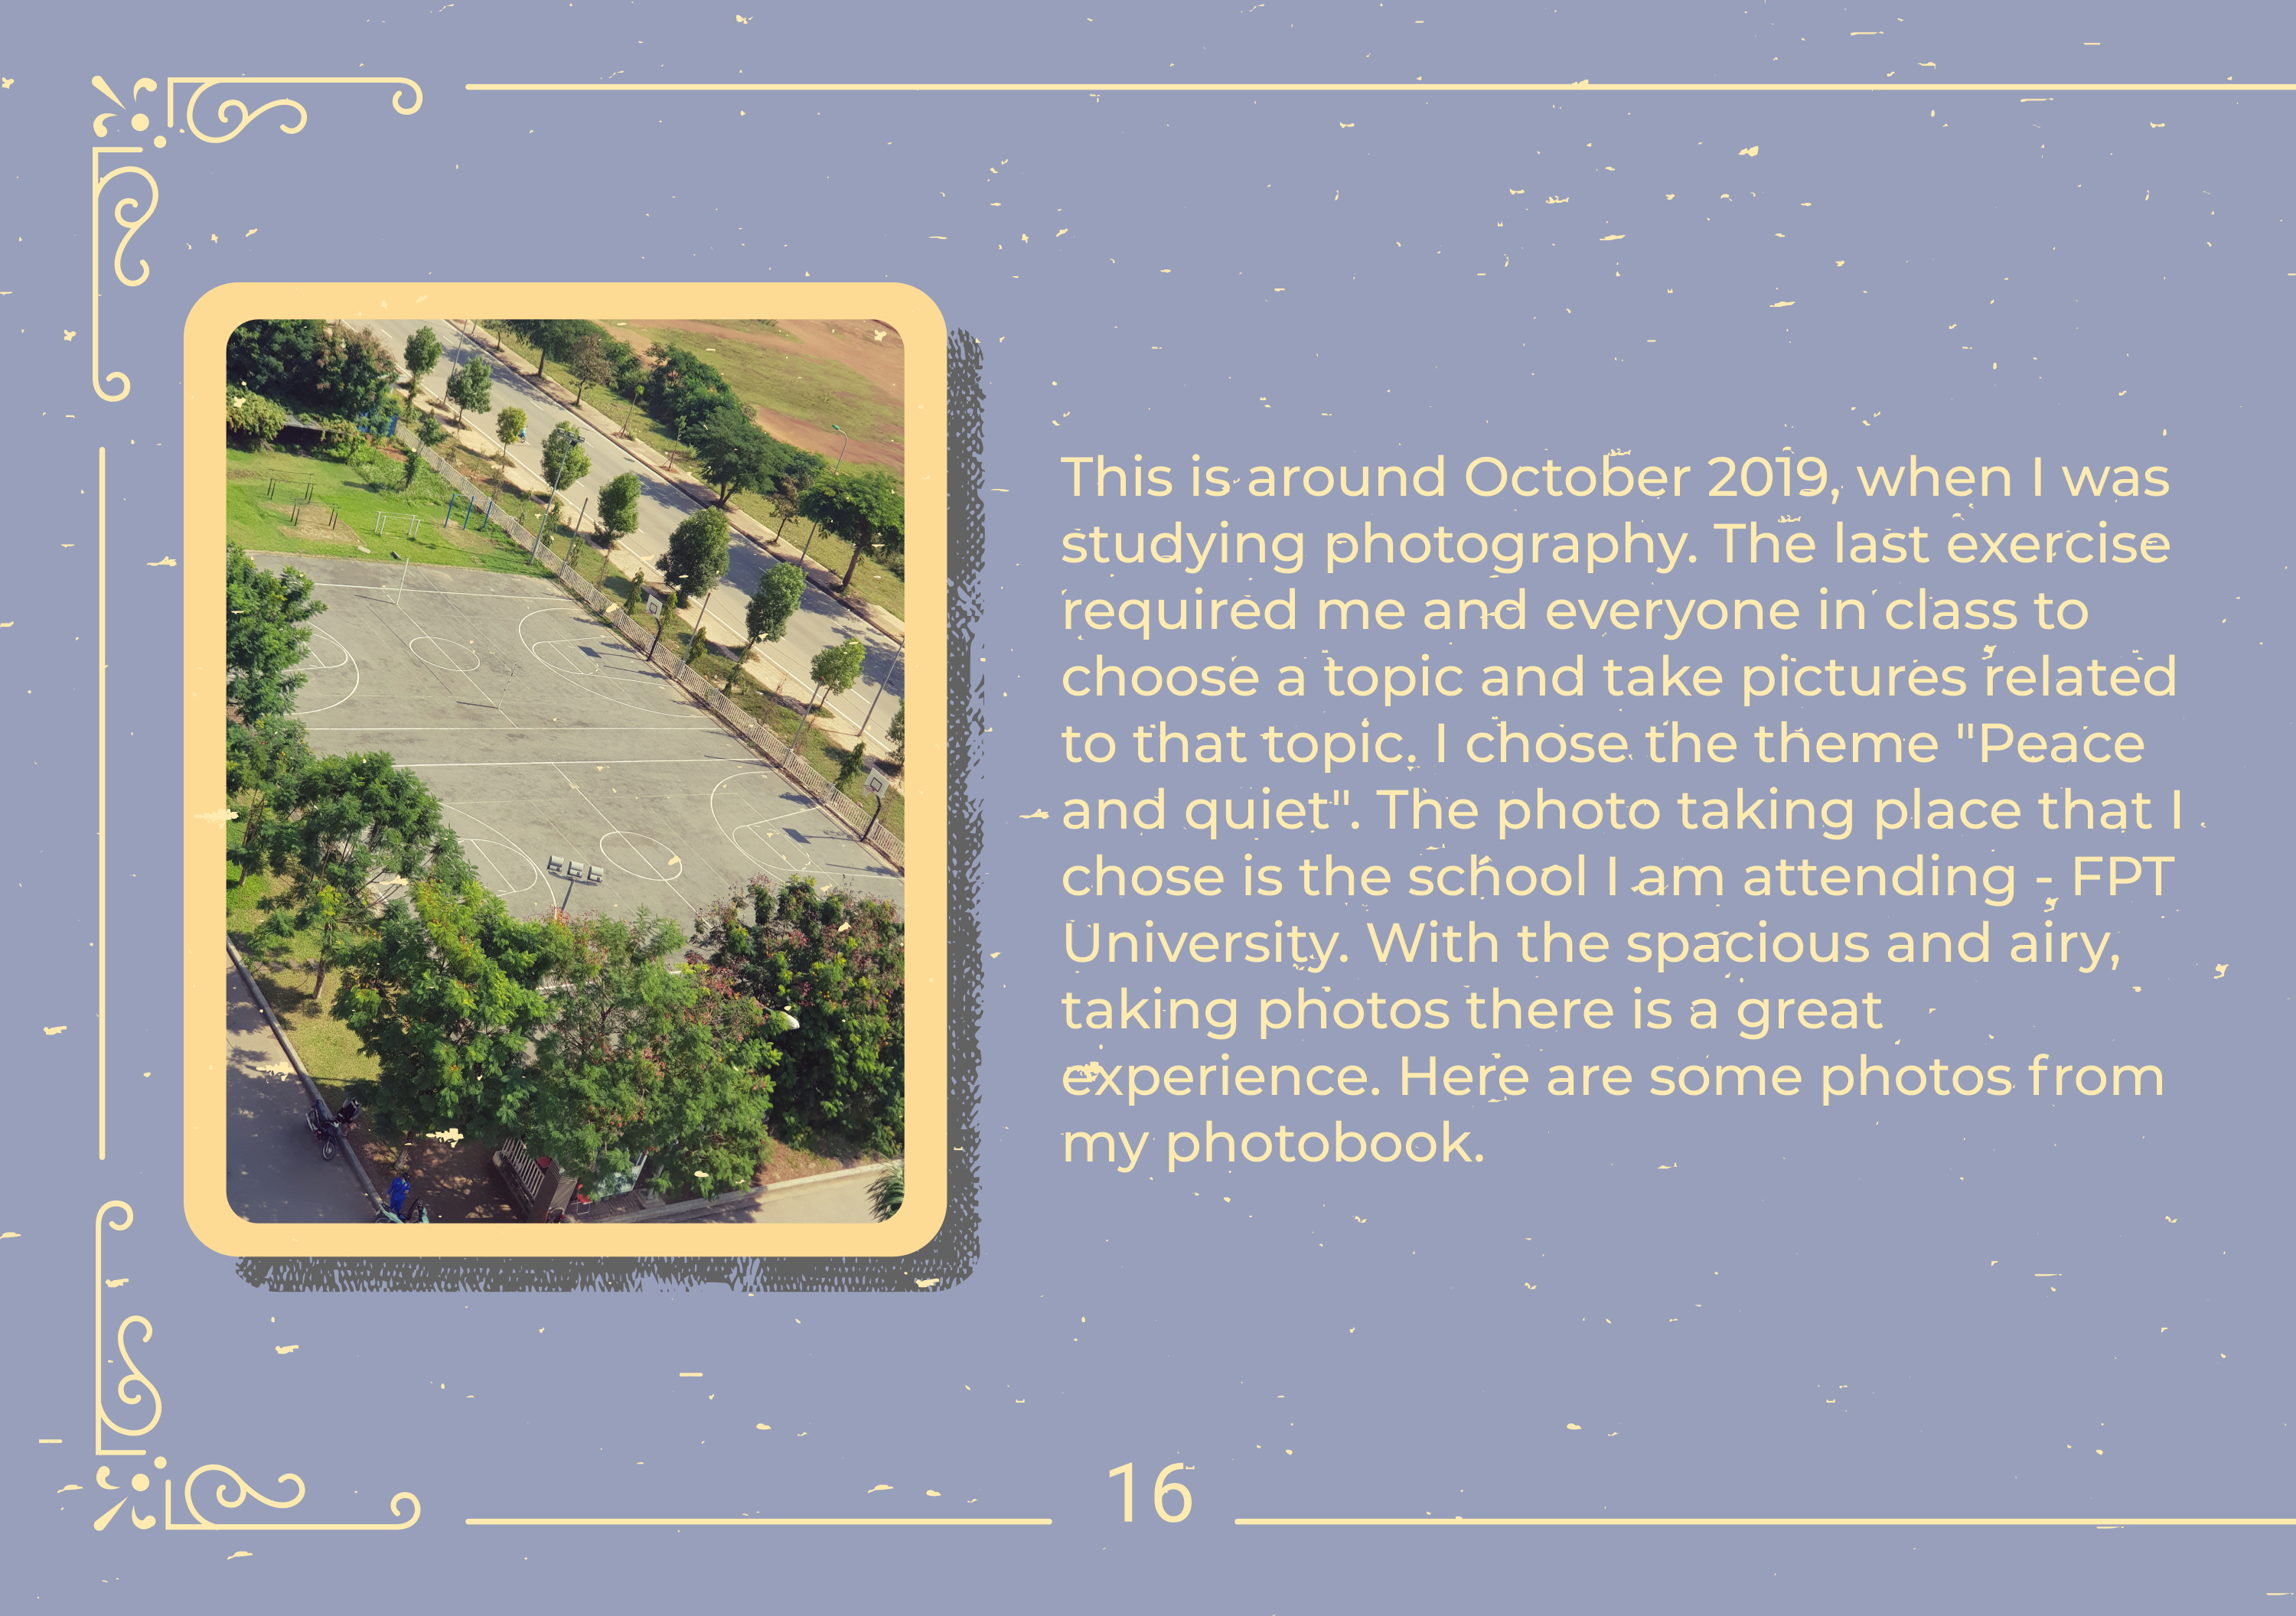 This is around October 2019, when I was
studying photography. The last exercise
required me and everyone in class to
choose a topic and take pictures related
to that topic. I chose the theme "Peace
and quiet". The photo taking place that I
chose is the school I am attending - FPT
University. With the spacious and airy,
taking photos there is a great
experience. Here are some photos from
my photobook.
16